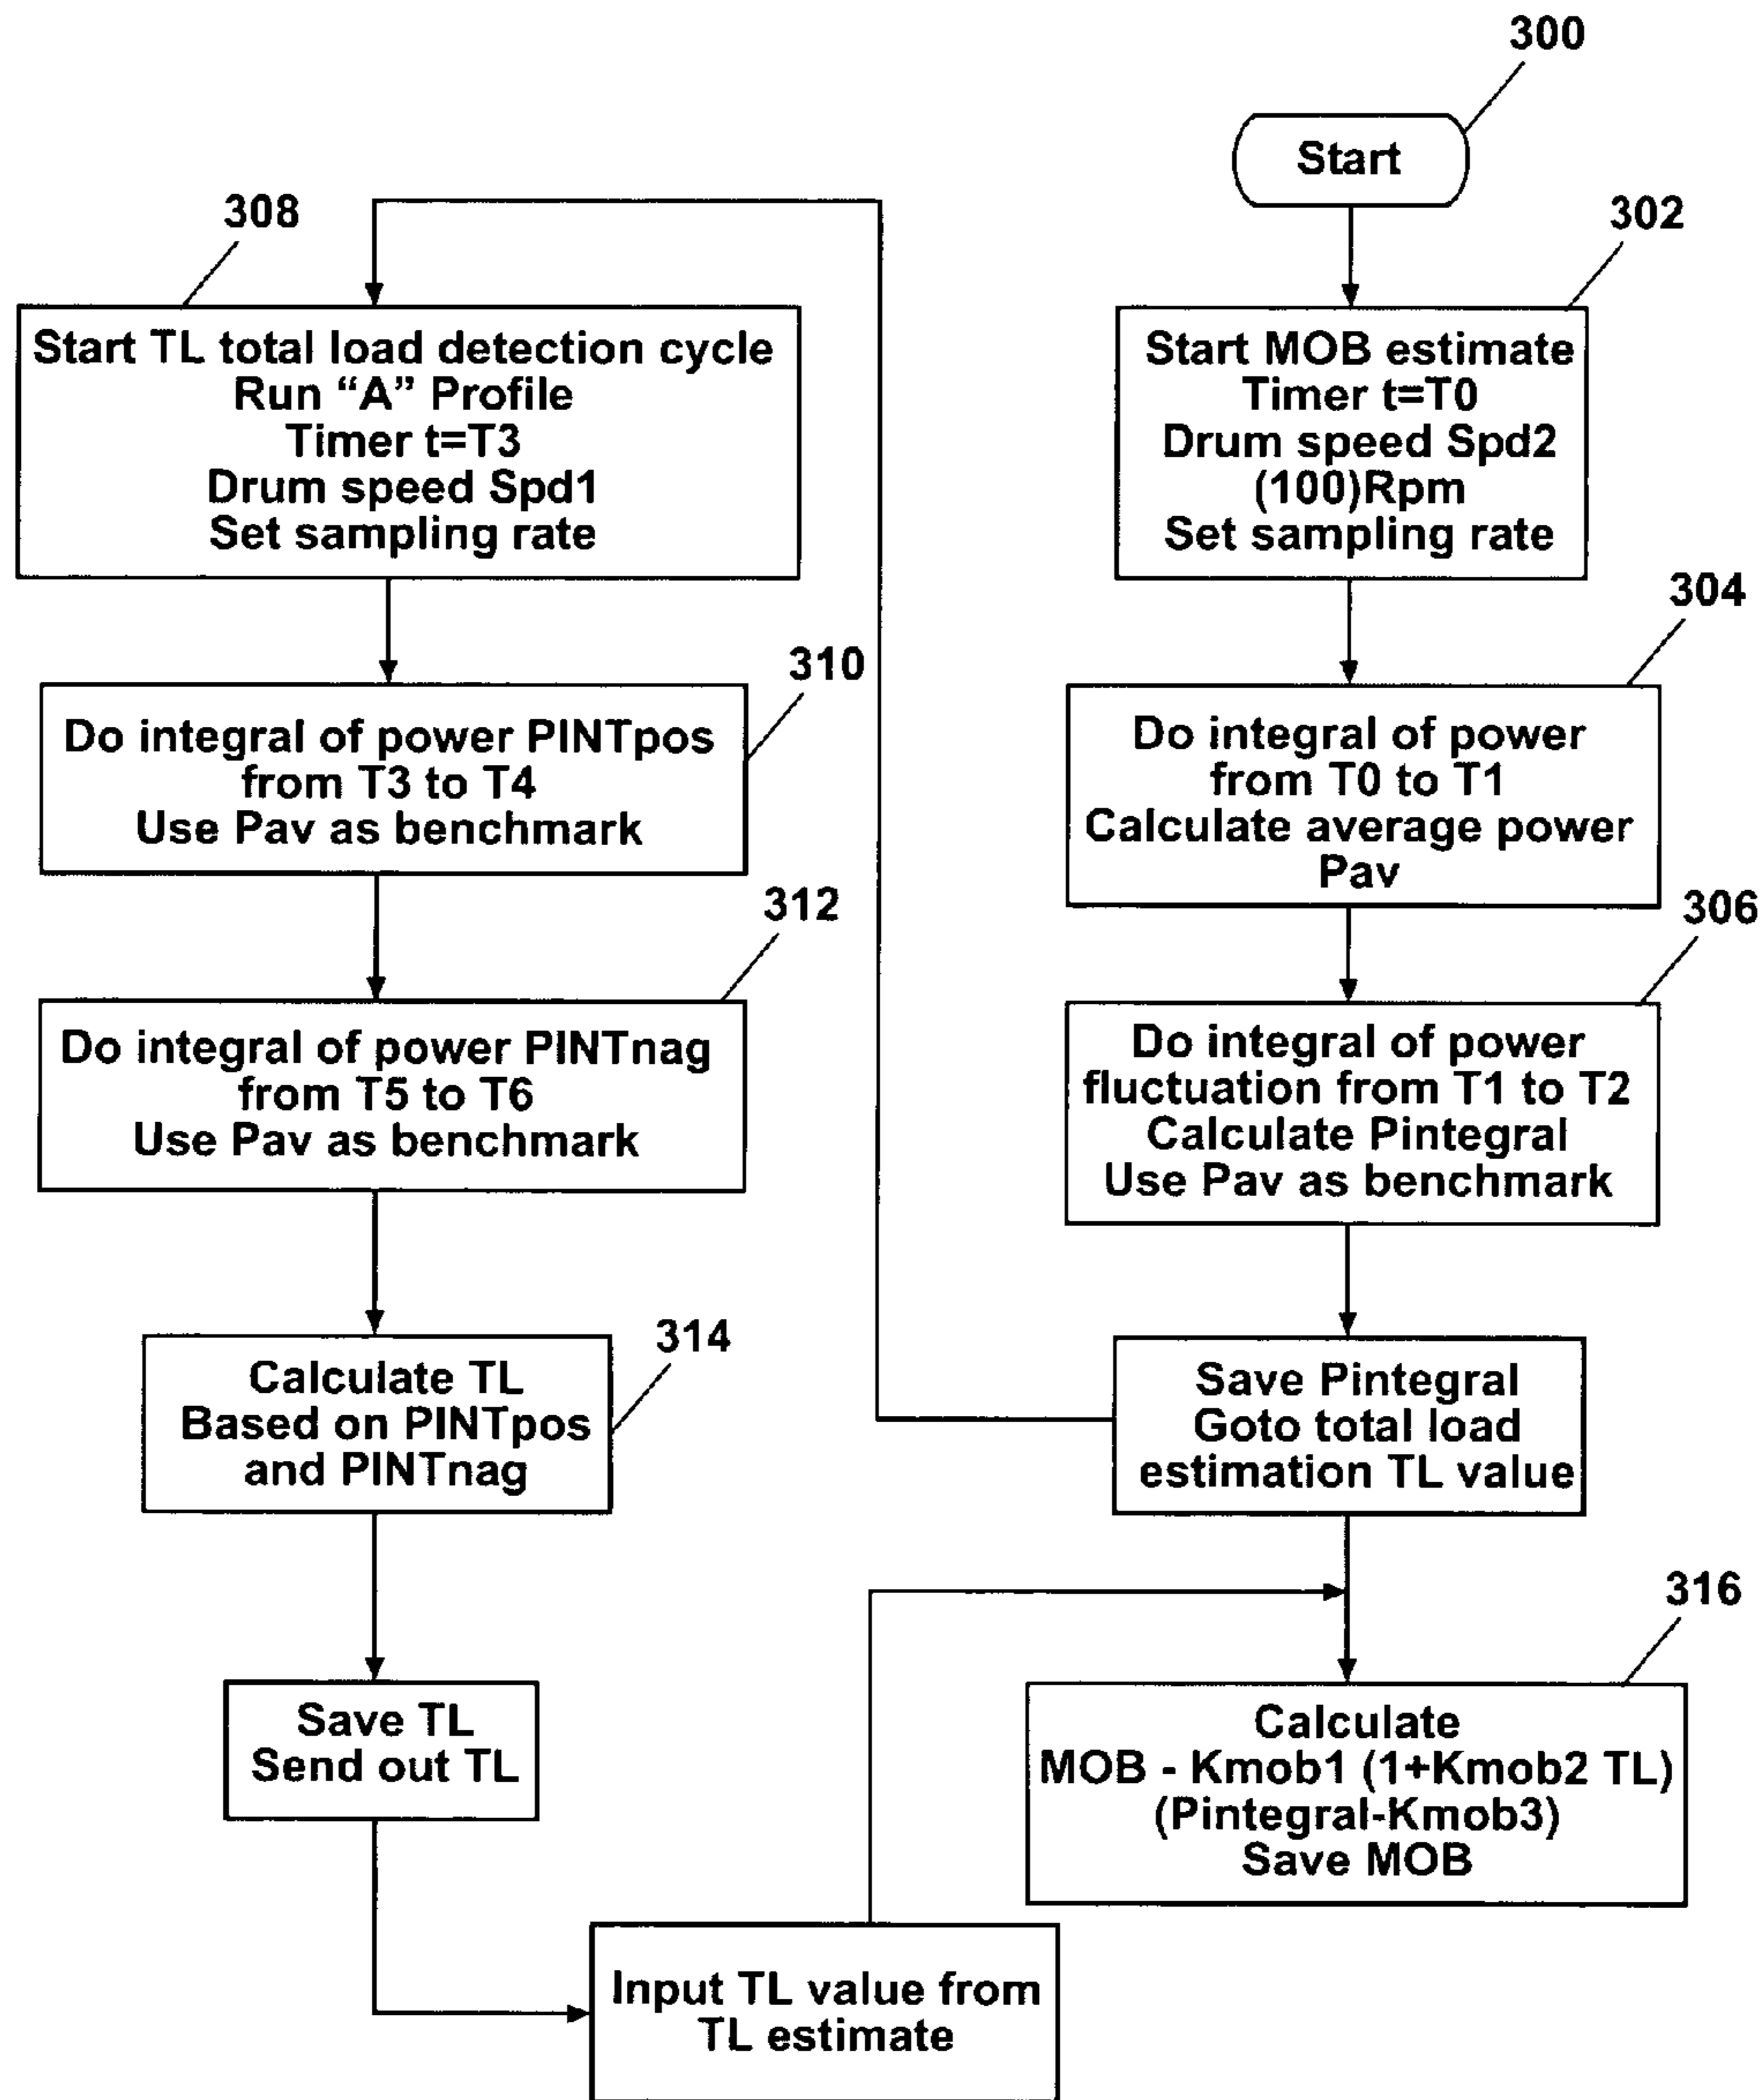 300
Start
302
Start MOB estimate
Timer t=T0
Drum speed Spd2
(100)Rpm
Set sampling rate
304
Do integral of power
from T0 to T1
Calculate average power
Pav
306
Do integral of power
fluctuation from T1 to T2
Calculate Pintegral
Use Pav as benchmark
Save Pintegral
Goto total load
estimation TL value
308
Start TL total load detection cycle
Run “A” Profile
Timer t=T3
Drum speed Spd1
Set sampling rate
310
Do integral of power PINTpos
from T3 to T4
Use Pav as benchmark
312
Do integral of power PINTnag
from T5 to T6
Use Pav as benchmark
314
Calculate TL
Based on PINTpos
and PINTnag
Save TL
Send out TL
Input TL value from
TL estimate
316
Calculate
MOB - Kmob1 (1+Kmob2 TL)
(Pintegral-Kmob3)
Save MOB